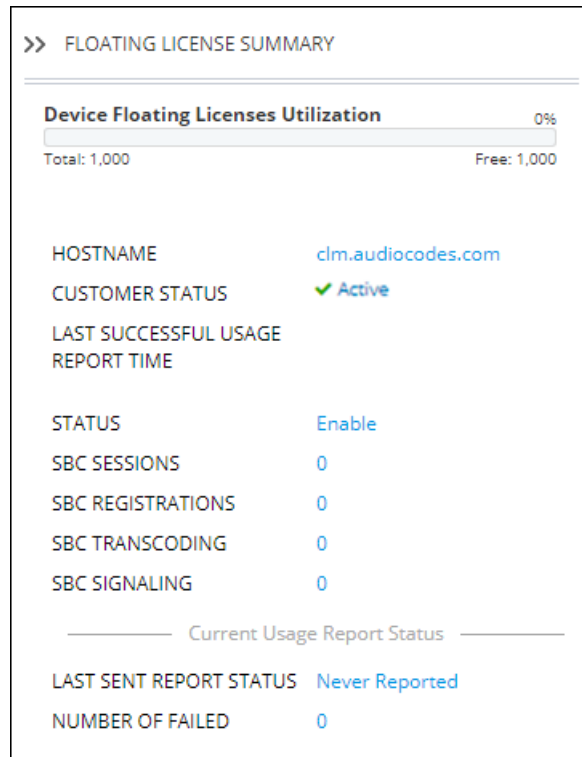 >> FLOATING LICENSE SUMMARY
Device Floating Licenses Utilization 0%
Total: 1,000 Free: 1,000
HOSTNAME clm.audiocodes.com
CUSTOMER STATUS ✔ Active
LAST SUCCESSFUL USAGE
REPORT TIME
STATUS Enable
SBC SESSIONS 0
SBC REGISTRATIONS 0
SBC TRANSCODING 0
SBC SIGNALING 0
Current Usage Report Status
LAST SENT REPORT STATUS Never Reported
NUMBER OF FAILED 0